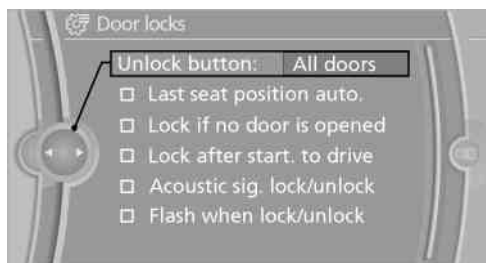 Door locks
Unlock button: All doors
Last seat position auto.
Lock if no door is opened
Lock after start. to drive
Acoustic sig. lock/unlock
Flash when lock/unlock